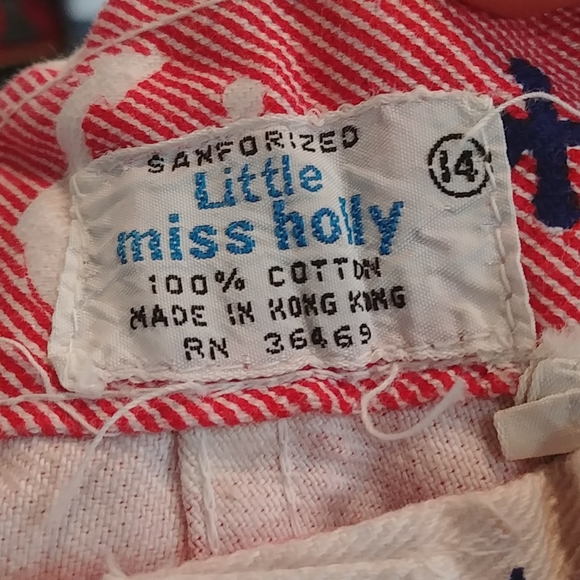 SANFORIZED
14
Little
miss holly
100% COTTON
MADE IN HONG KONG
RN 36469